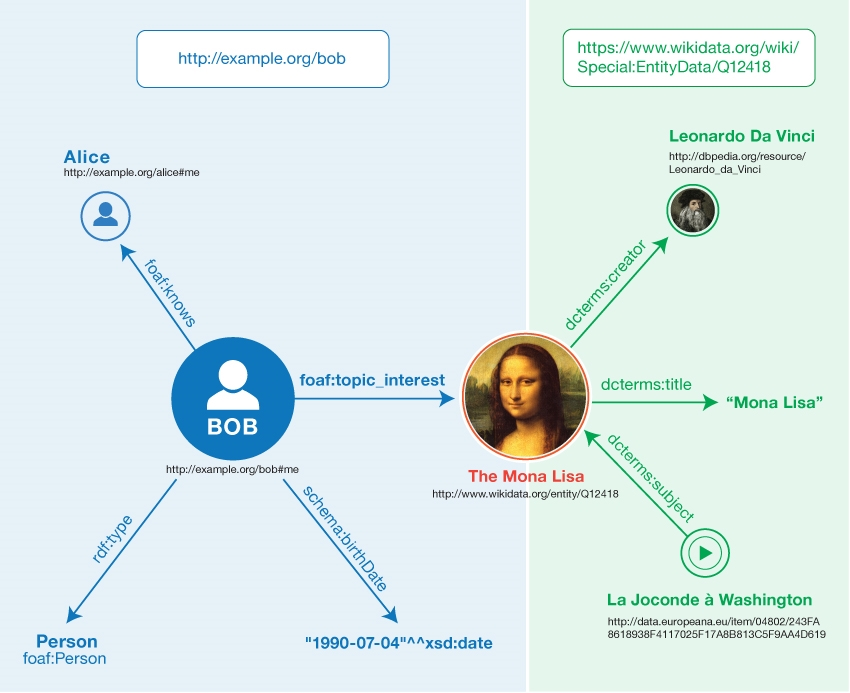 http://example.org/bob
https://www.wikidata.org/wiki/
Special:EntityData/Q12418
Alice
http://example.org/alice#me
Leonardo Da Vinci
http://dbpedia.org/resource/
Leonardo_da_Vinci
foaf:knows
dcterms:creator
BOB
http://example.org/bob#me
foaf:topic_interest
The Mona Lisa
http://www.wikidata.org/entity/Q12418
dcterms:title
“Mona Lisa”
dcterms:subject
rdf:type
schema:birthDate
La Joconde à Washington
http://data.europeana.eu/item/04802/243FA
8618938F4117025F17A8B813C5F9AA4D619
Person
foaf:Person
"1990-07-04"^^xsd:date